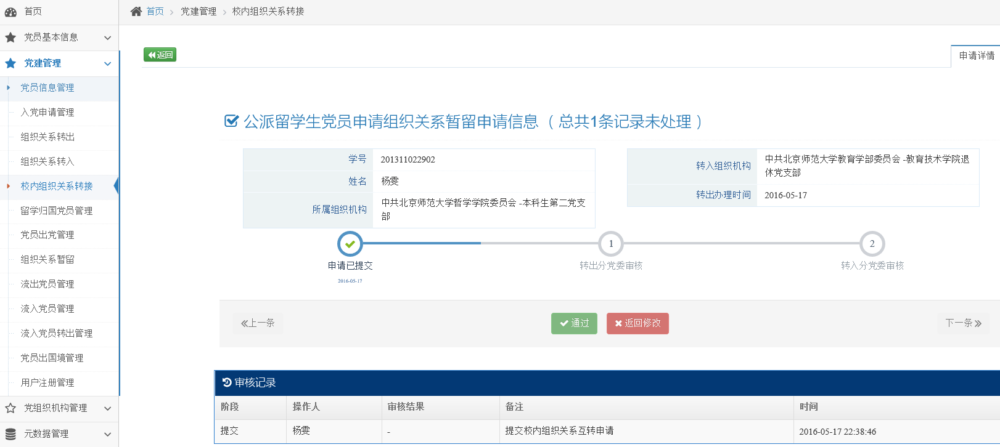 首页
党员基本信息
党建管理
党员信息管理
入党申请管理
组织关系转出
组织关系转入
校内组织关系转接
留学归国党员管理
党员出党管理
组织关系暂留
流出党员管理
流入党员管理
流入党员转出管理
党员出国境管理
用户注册管理
党组织机构管理
元数据管理
首页 党建管理 校内组织关系转接
返回
申请详情
公派留学生党员申请组织关系暂留申请信息 （ 总共1条记录未处理 ）
学号 201311022902
姓名 杨雯
所属组织机构 中共北京师范大学哲学学院委员会 -本科生第二党支
部
转入组织机构 中共北京师范大学教育学部委员会 -教育技术学院退
休党支部
转出办理时间 2016-05-17
1 2
申请已提交 转出分党委审核 转入分党委审核
2016-05-17
上一条 通过 返回修改 下一条
审核记录
阶段 操作人 审核结果 备注 时间
提交 杨雯 - 提交校内组织关系互转申请 2016-05-17 22:38:46